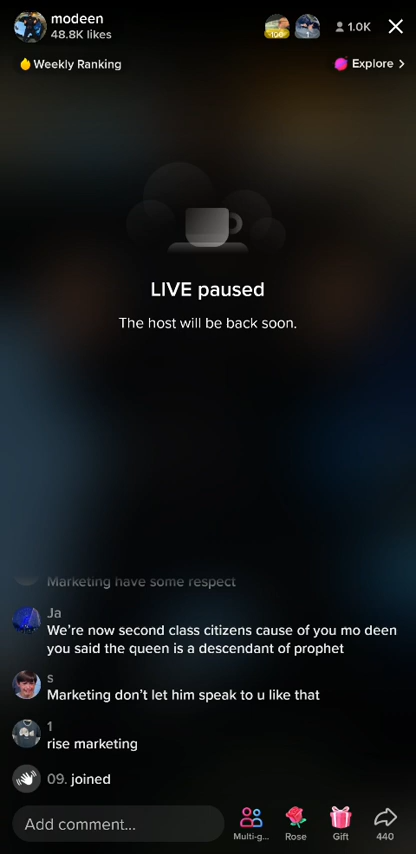 modeen
48.8K likes
1.0K
Weekly Ranking
Explore
LIVE paused
The host will be back soon.
Marketing have some respect
Ja
We're now second class citizens cause of you mo deen
you said the queen is a descendant of prophet
s
Marketing don't let him speak to u like that
1
rise marketing
09. joined
Add comment...
Multi-g...
Rose
Gift
440